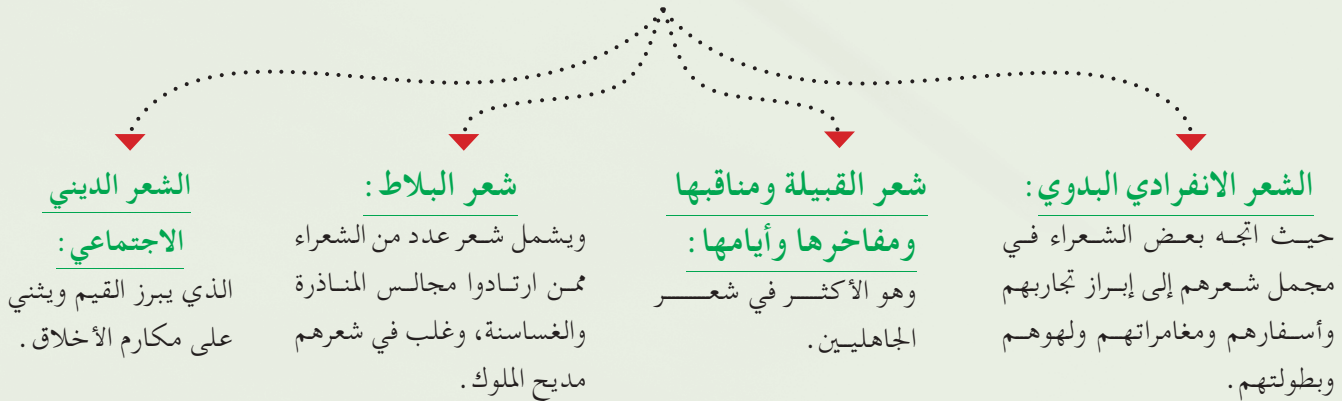 الشعر الانفرادي البدوي:
حيث اتجه بعض الشعراء في
مجمل شعرهم إلى إبراز تجاربهم
وأسفارهم ومغامراتهم ولهوهم
وبطولتهم.
شعر القبيلة ومناقبها
ومفاخرها وأيامها:
وهو الأكثر في شعر
الجاهليين.
شعر البلاط:
ويشمل شعر عدد من الشعراء
ممن ارتادوا مجالس المناذرة
والغساسنة، وغلب في شعرهم
مديح الملوك.
الشعر الديني
الاجتماعي:
الذي يبرز القيم ويثني
على مكارم الأخلاق.